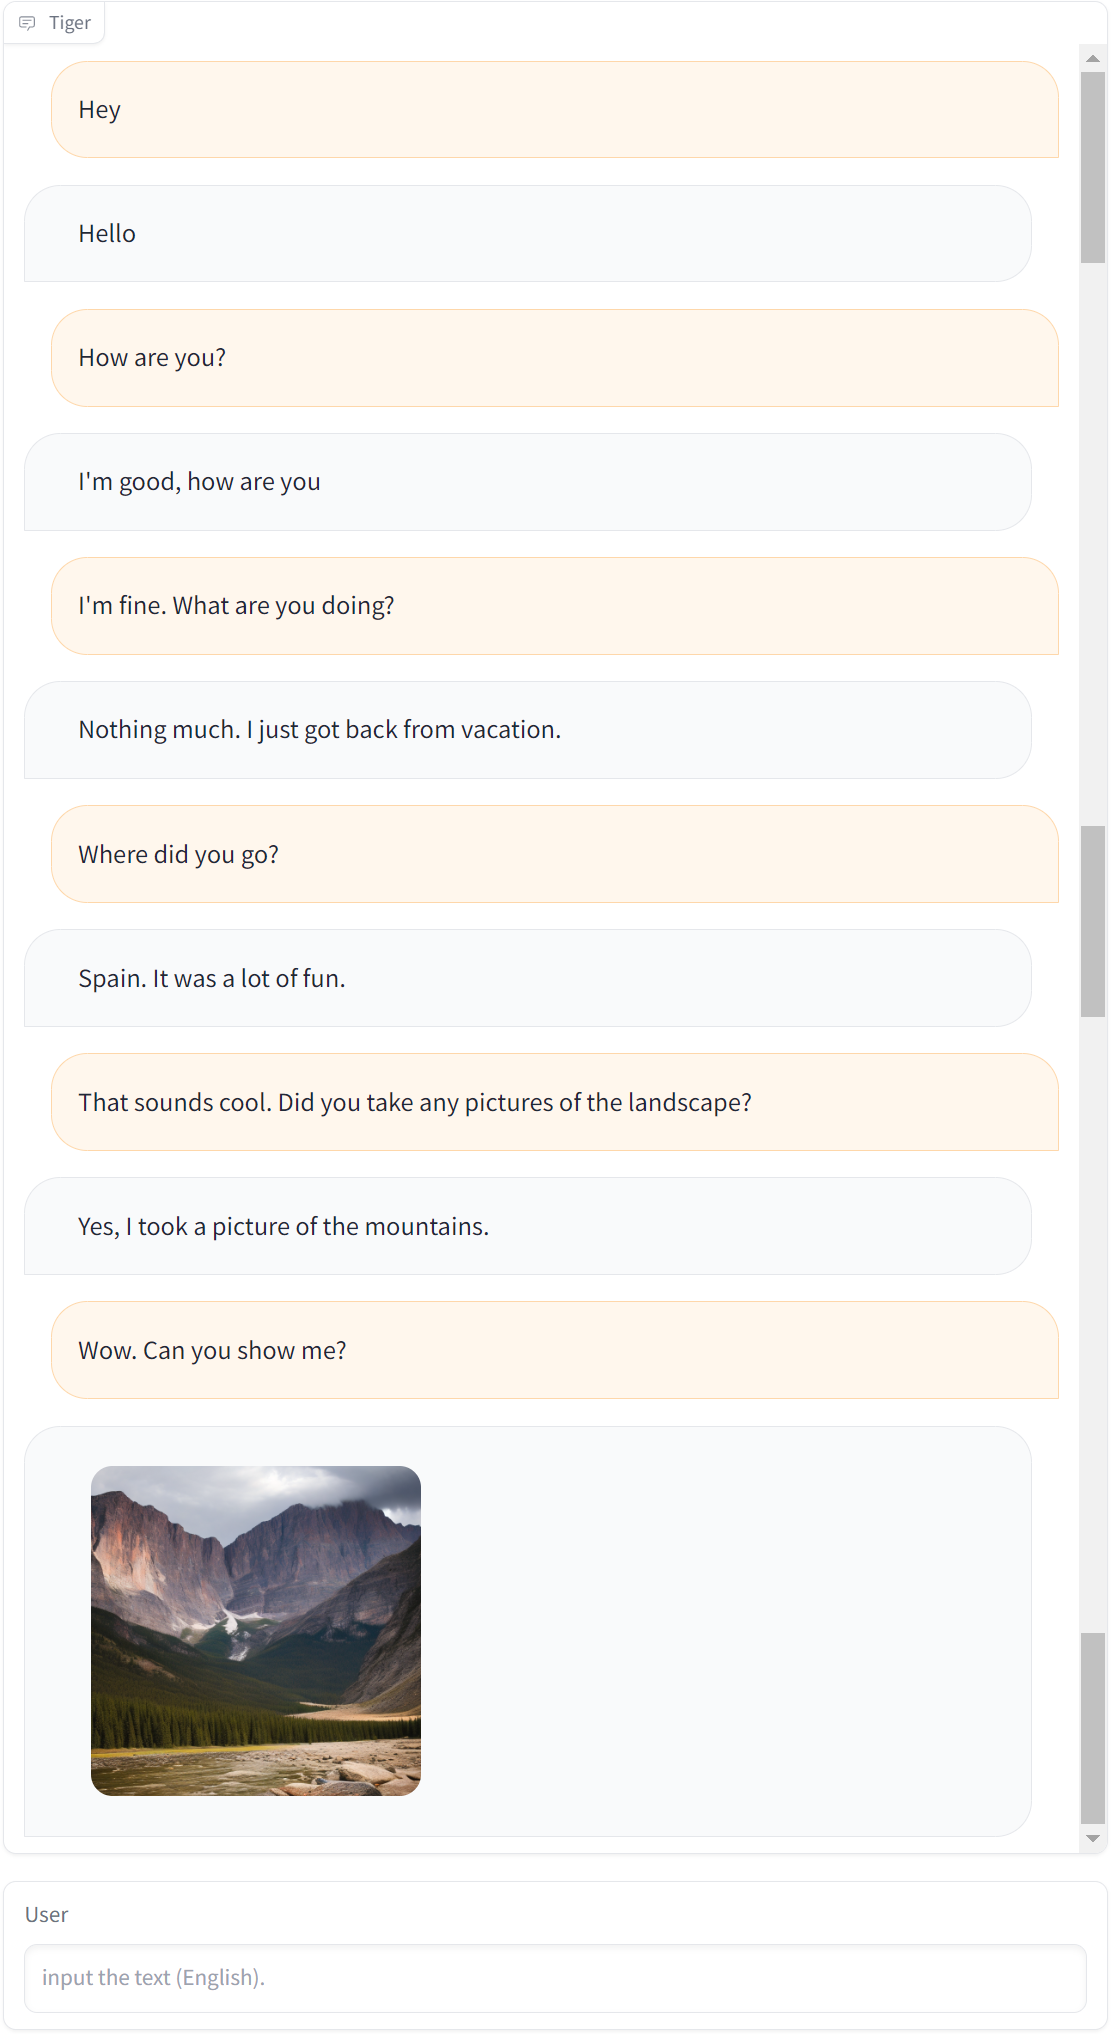 Tiger
Hey
Hello
How are you?
I'm good, how are you
I'm fine. What are you doing?
Nothing much. I just got back from vacation.
Where did you go?
Spain. It was a lot of fun.
That sounds cool. Did you take any pictures of the landscape?
Yes, I took a picture of the mountains.
Wow. Can you show me?
User
input the text (English).